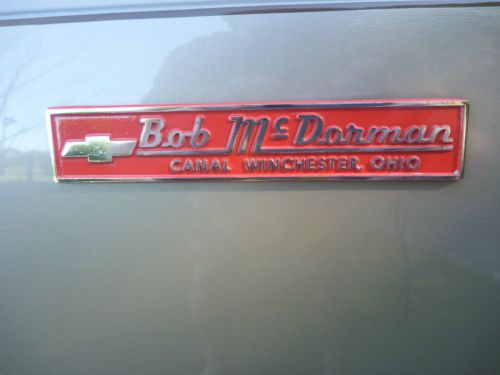 Bob McDorman
CANAL WINCHESTER, OHIO